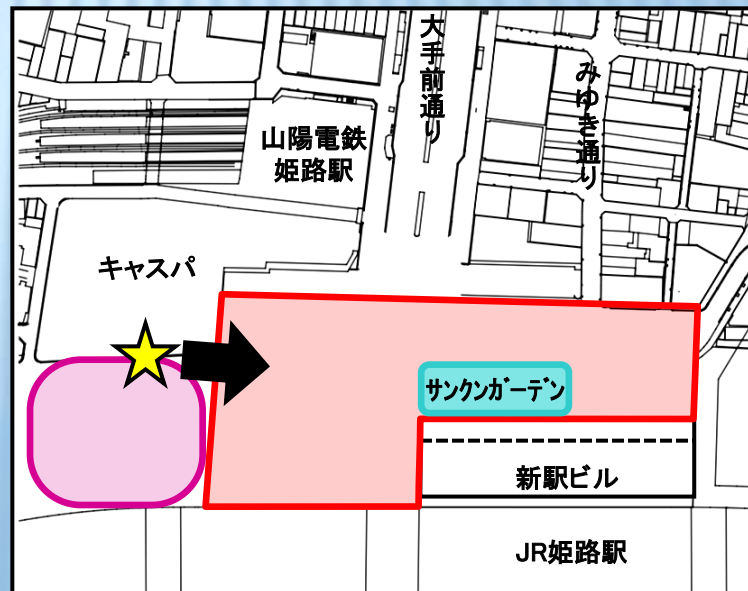 大手前通り
みゆき通り
山陽電鉄
姫路駅
キャスパ
サンクンガーデン
新駅ビル
JR姫路駅